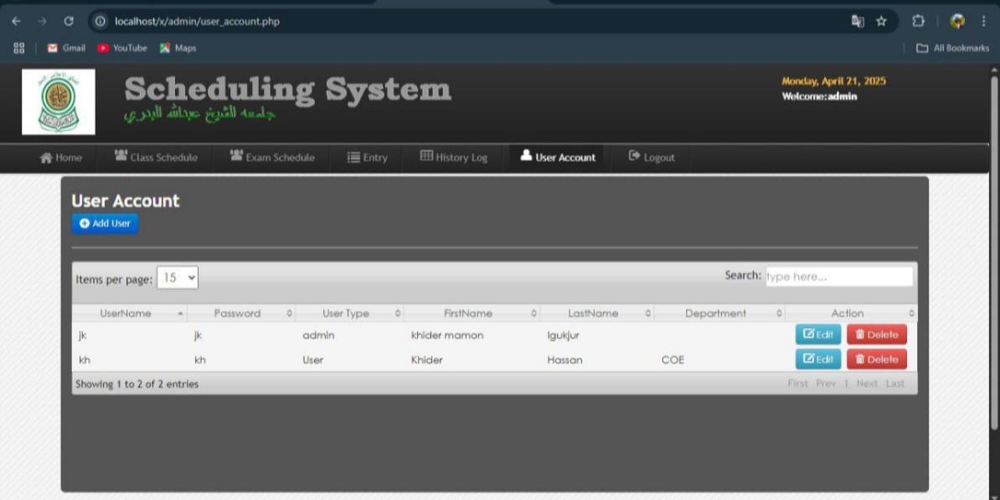 localhost/x/admin/user_account.php
Gmail YouTube Maps All Bookmarks
Scheduling System
جامعه الشيخ عبدالله البدري
Monday, April 21, 2025
Welcome:admin
Home Class Schedule Exam Schedule Entry History Log User Account Logout
User Account
Add User
Items per page: 15 Search: type here...
UserName Password User Type FirstName LastName Department Action
jk jk admin khider mamon lgukjur Edit Delete
kh kh User Khider Hassan COE Edit Delete
Showing 1 to 2 of 2 entries First Prev 1 Next Last